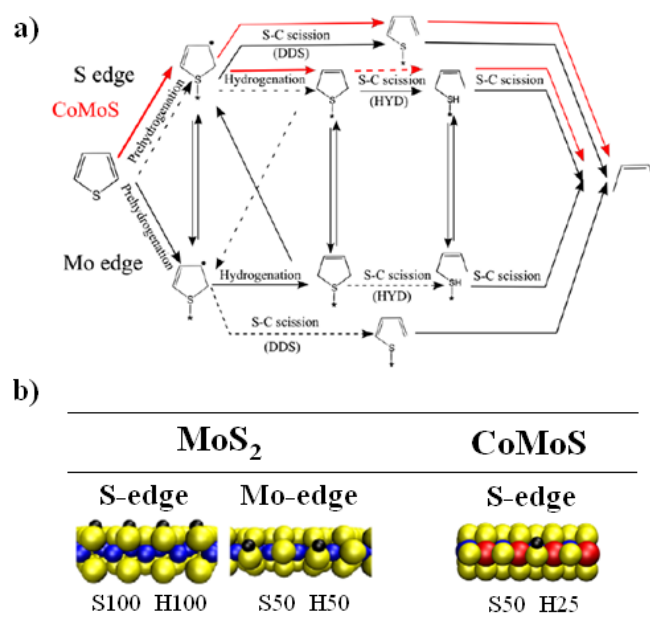 a)
S-C scission
(DDS)
S edge
CoMoS
Prehydrogenation
Prehydrogenation
Hydrogenation
S-C scission
(HYD)
S-C scission
S
S
*
*
S
*
SH
*
S
*
Mo edge
Prehydrogenation
Hydrogenation
S-C scission
(HYD)
S-C scission
*
S
*
S
*
SH
*
S-C scission
(DDS)
S
*
b)
MoS2 CoMoS
S-edge Mo-edge S-edge
S100 H100 S50 H50 S50 H25